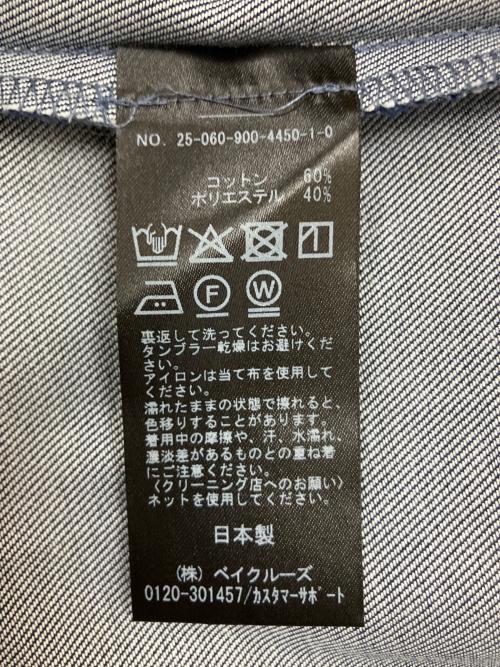 NO. 25-060-900-4450-1-0
コットン 60%
ポリエステル 40%
F W
裏返して洗ってください。
タンブラー乾燥はお避けくだ
さい。
アイロンは当て布を使用して
ください。
濡れたままの状態で擦れると、
色移りすることがあります。
着用中の摩擦や、汗、水濡れ、
濃淡差があるものとの重ね着
にご注意ください。
〈クリーニング店へのお願い〉
ネットを使用してください。
日本製
(株) ベイクルーズ
0120-301457/カスタマーサポート